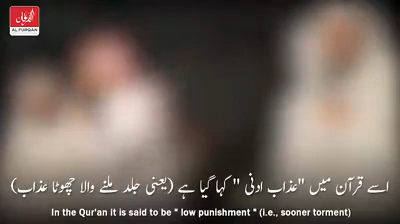 الفرقان
AL FURQAN
اسے قرآن میں "عذاب ادنی" کہا گیا ہے (یعنی جلد ملنے والا چھوٹا عذاب)
In the Qur'an it is said to be " low punishment " (i.e., sooner torment)